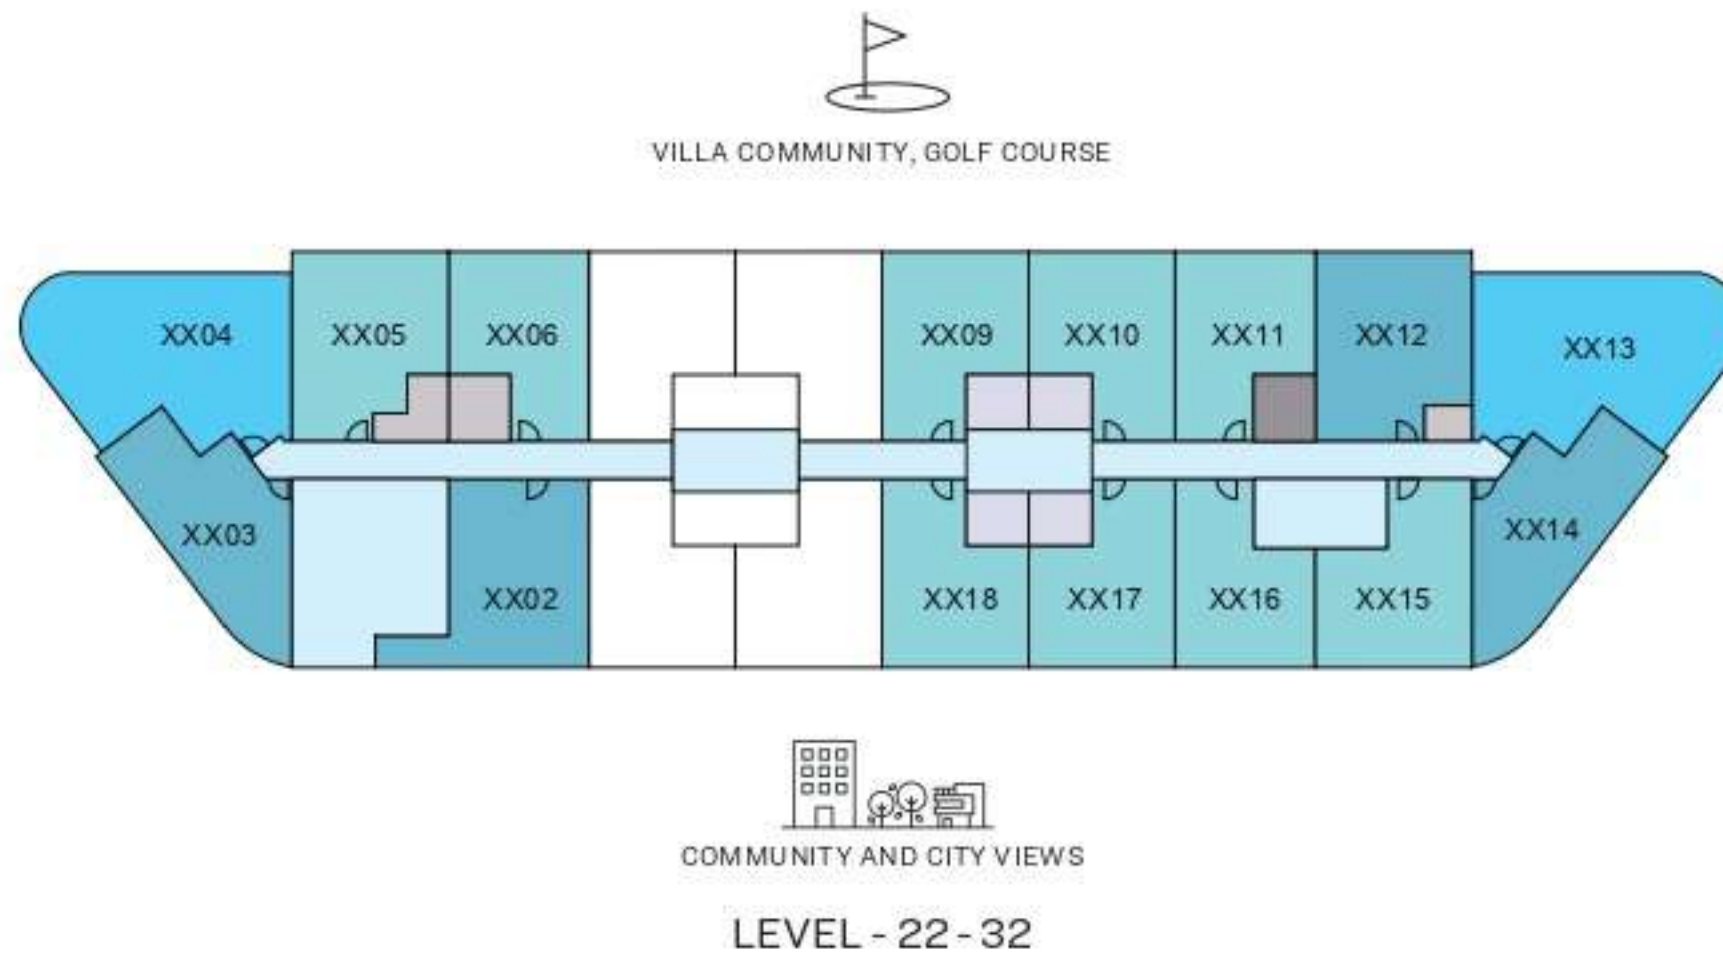 VILLA COMMUNITY, GOLF COURSE
XX04
XX05
XX06
XX09
XX10
XX11
XX12
XX13
XX03
XX02
XX18
XX17
XX16
XX15
XX14
COMMUNITY AND CITY VIEWS
LEVEL - 22 - 32